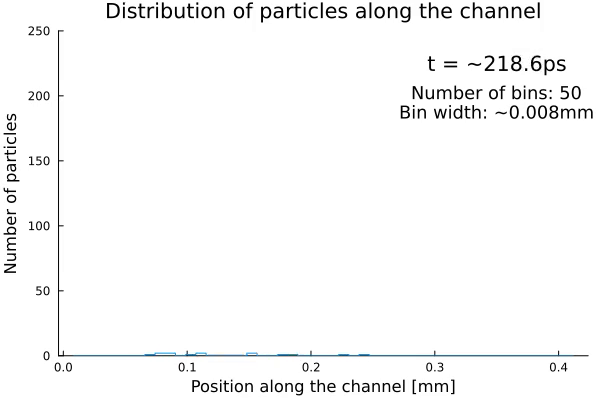 Distribution of particles along the channel
250
t = ~218.6ps
200
Number of bins: 50
Bin width: ~0.008mm
Number of particles
150
100
50
0
0.0 0.1 0.2 0.3 0.4
Position along the channel [mm]